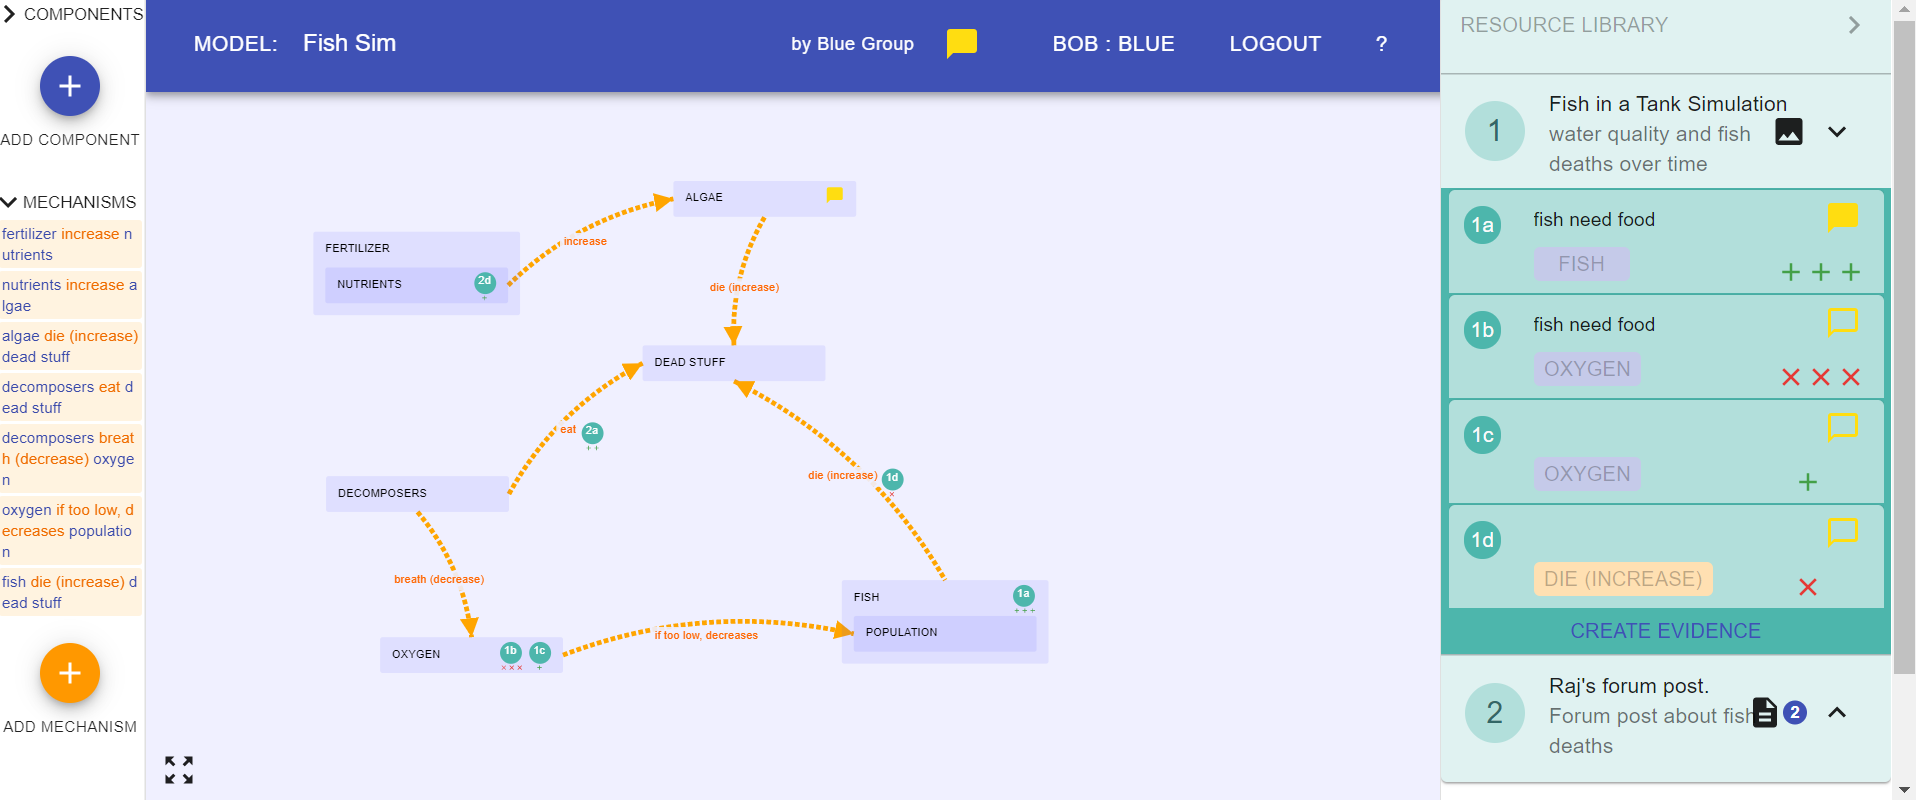 COMPONENTS
ADD COMPONENT
MECHANISMS
fertilizer increase n
utrients
nutrients increase a
lgae
algae die (increase)
dead stuff
decomposers eat d
ead stuff
decomposers breat
h (decrease) oxyge
n
oxygen if too low, d
ecreases populatio
n
fish die (increase) d
ead stuff
ADD MECHANISM
MODEL: Fish Sim
by Blue Group
BOB : BLUE
LOGOUT
?
ALGAE
increase
FERTILIZER
NUTRIENTS
2d
+
die (increase)
DEAD STUFF
eat
2a
++
die (increase)
1d
×
DECOMPOSERS
breath (decrease)
FISH
1a
+++
POPULATION
if too low, decreases
OXYGEN
1b
×××
1c
+
RESOURCE LIBRARY
1
Fish in a Tank Simulation
water quality and fish
deaths over time
1a
fish need food
FISH
+++
1b
fish need food
OXYGEN
×××
1c
OXYGEN
+
1d
DIE (INCREASE)
×
CREATE EVIDENCE
2
Raj's forum post.
Forum post about fish
2
deaths